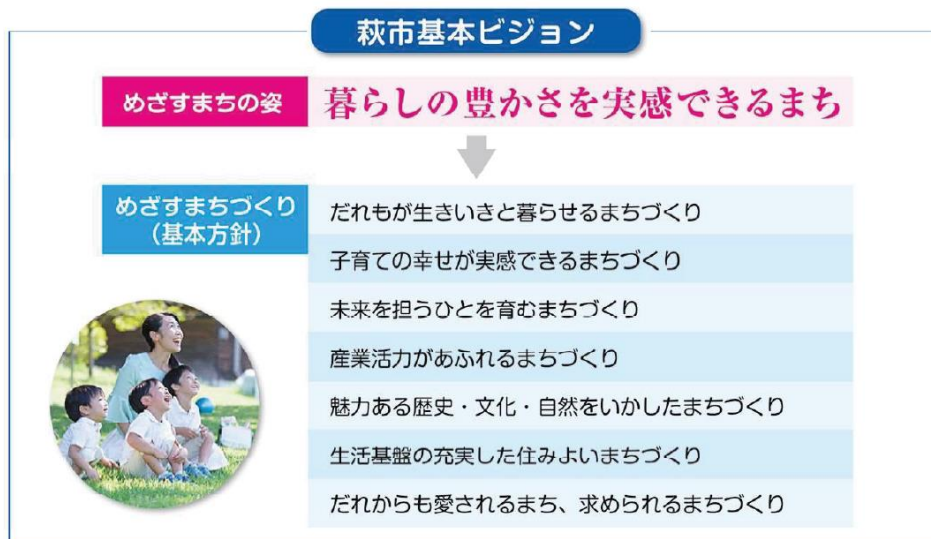 萩市基本ビジョン
めざすまちの姿
暮らしの豊かさを実感できるまち
めざすまちづくり
（基本方針）
だれもが生きいきと暮らせるまちづくり
子育ての幸せが実感できるまちづくり
未来を担うひとを育むまちづくり
産業活力があふれるまちづくり
魅力ある歴史・文化・自然をいかしたまちづくり
生活基盤の充実した住みよいまちづくり
だれからも愛されるまち、求められるまちづくり